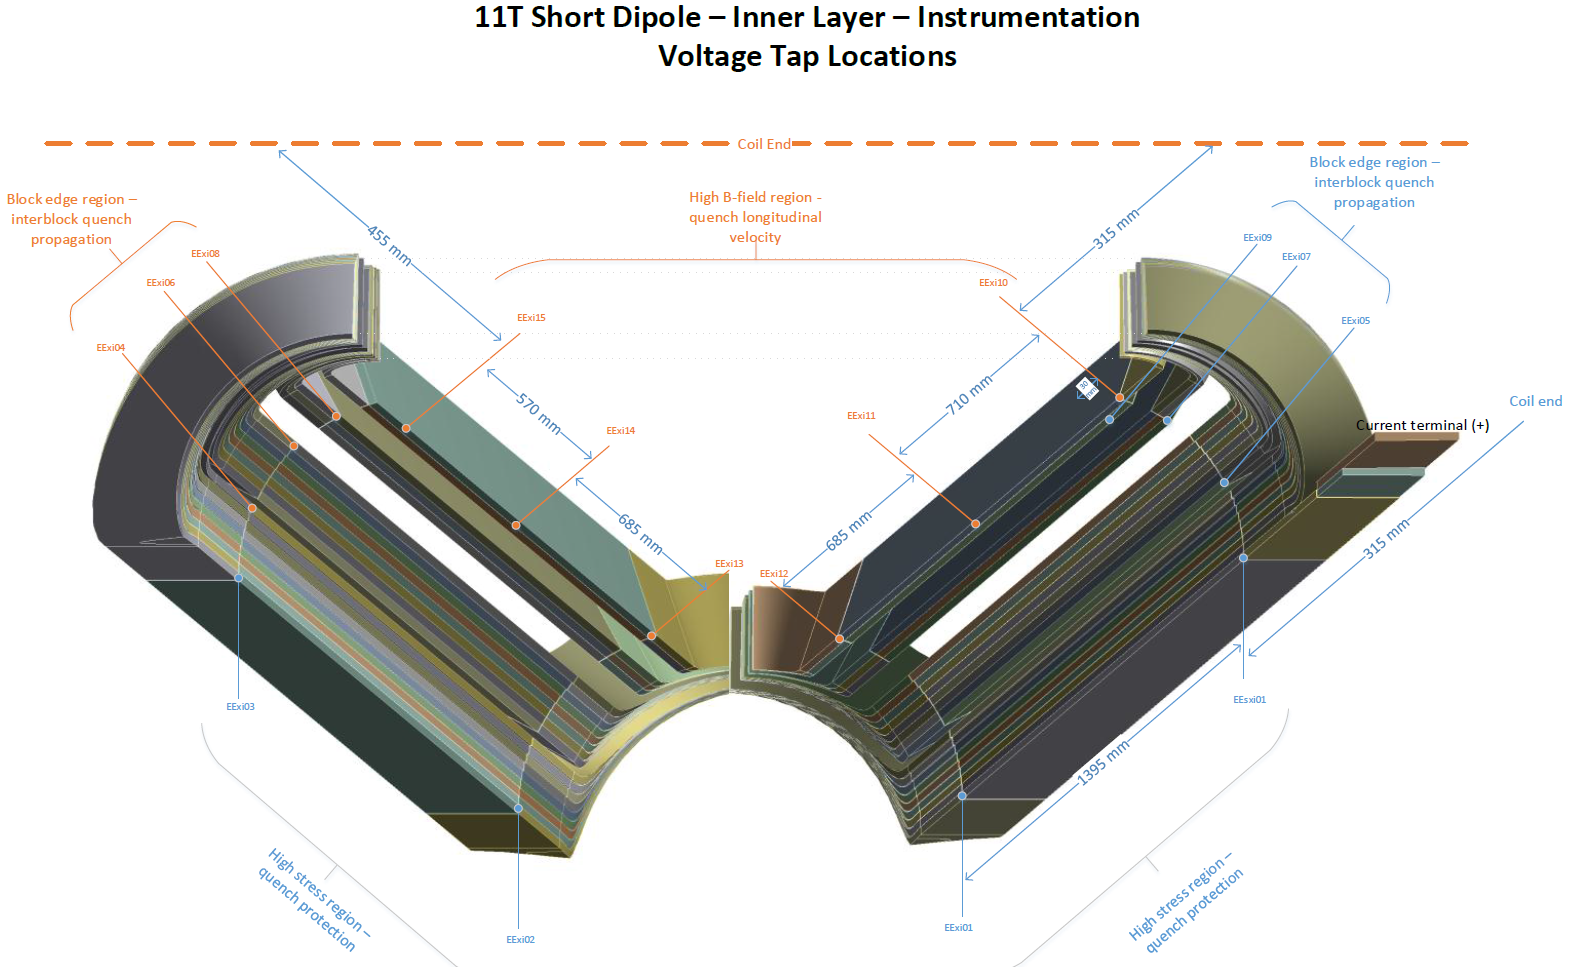 11T Short Dipole – Inner Layer – Instrumentation
Voltage Tap Locations
Coil End
Block edge region –
interblock quench
propagation
Block edge region –
interblock quench
propagation
High B-field region -
quench longitudinal
velocity
455 mm
315 mm
EExi09
EExi08
EExi07
EExi06
EExi10
EExi15
EExi05
EExi04
30 mm
570 mm
710 mm
Coil end
EExi11
Current terminal (+)
EExi14
685 mm
685 mm
315 mm
EExi13
EExi12
EExi03
EEsxi01
1395 mm
High stress region –
quench protection
High stress region –
quench protection
EExi02
EExi01